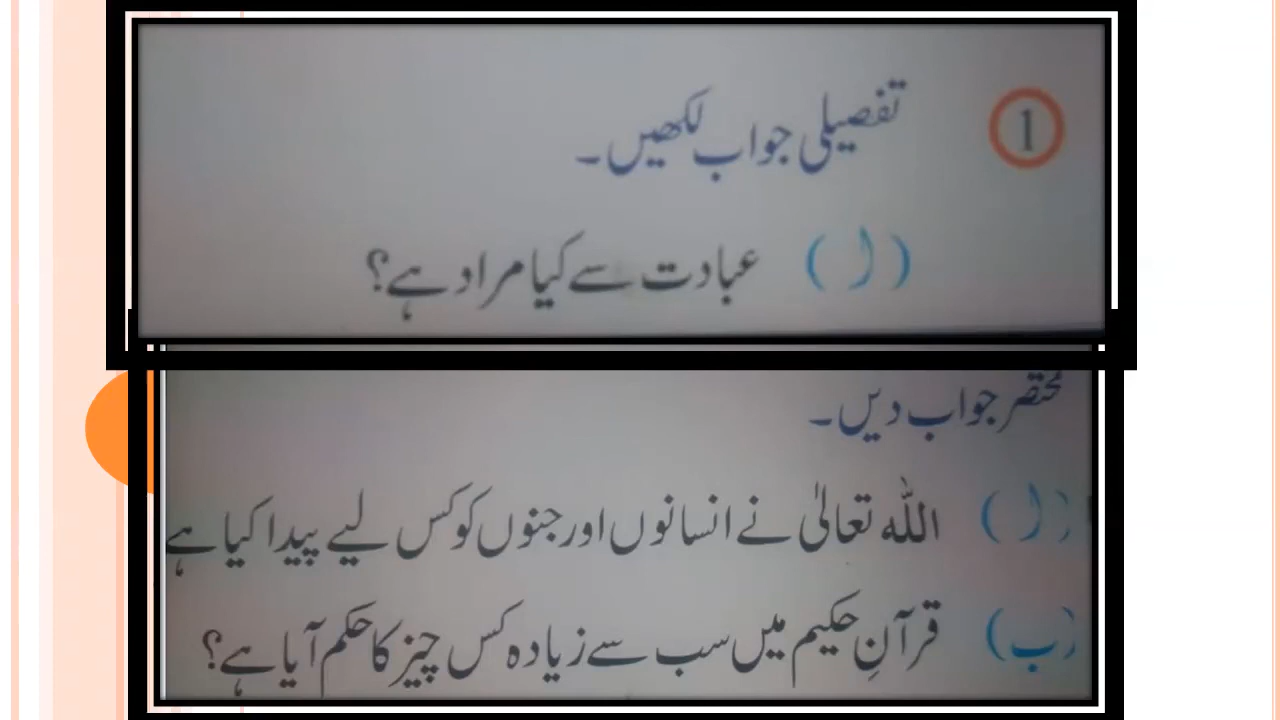 1 تفصیلی جواب لکھیں۔
(ا) عبادت سے کیا مراد ہے؟
مختصر جواب دیں۔
(ا) اللہ تعالیٰ نے انسانوں اور جنوں کو کس لیے پیدا کیا ہے
(ب) قرآنِ حکیم میں سب سے زیادہ کس چیز کا حکم آیا ہے؟